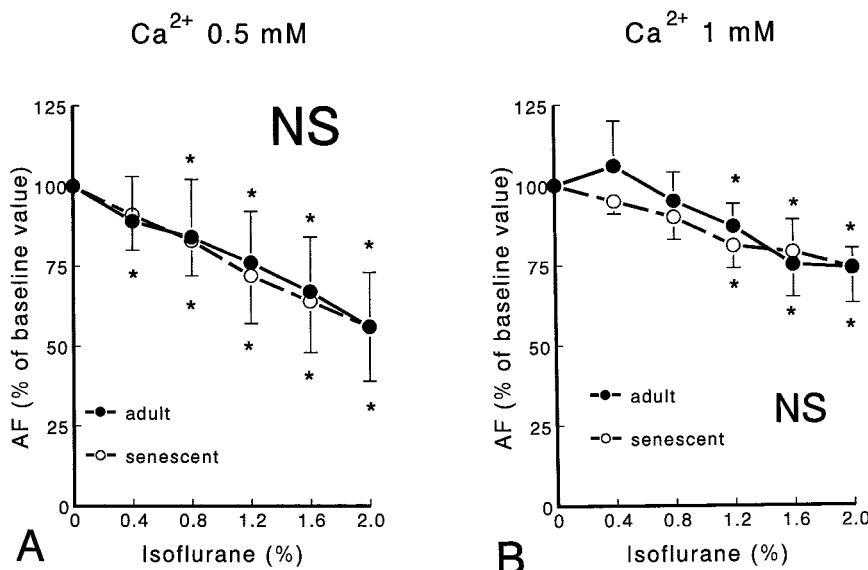 Ca2+ 0.5 mM
125
100
75
50
25
0
AF (% of baseline value)
NS
*
*
*
*
*
*
*
*
*
*
adult
senescent
0
0.4
0.8
1.2
1.6
2.0
Isoflurane (%)
A
Ca2+ 1 mM
125
100
75
50
25
0
AF (% of baseline value)
*
*
*
*
*
*
NS
adult
senescent
0
0.4
0.8
1.2
1.6
2.0
Isoflurane (%)
B